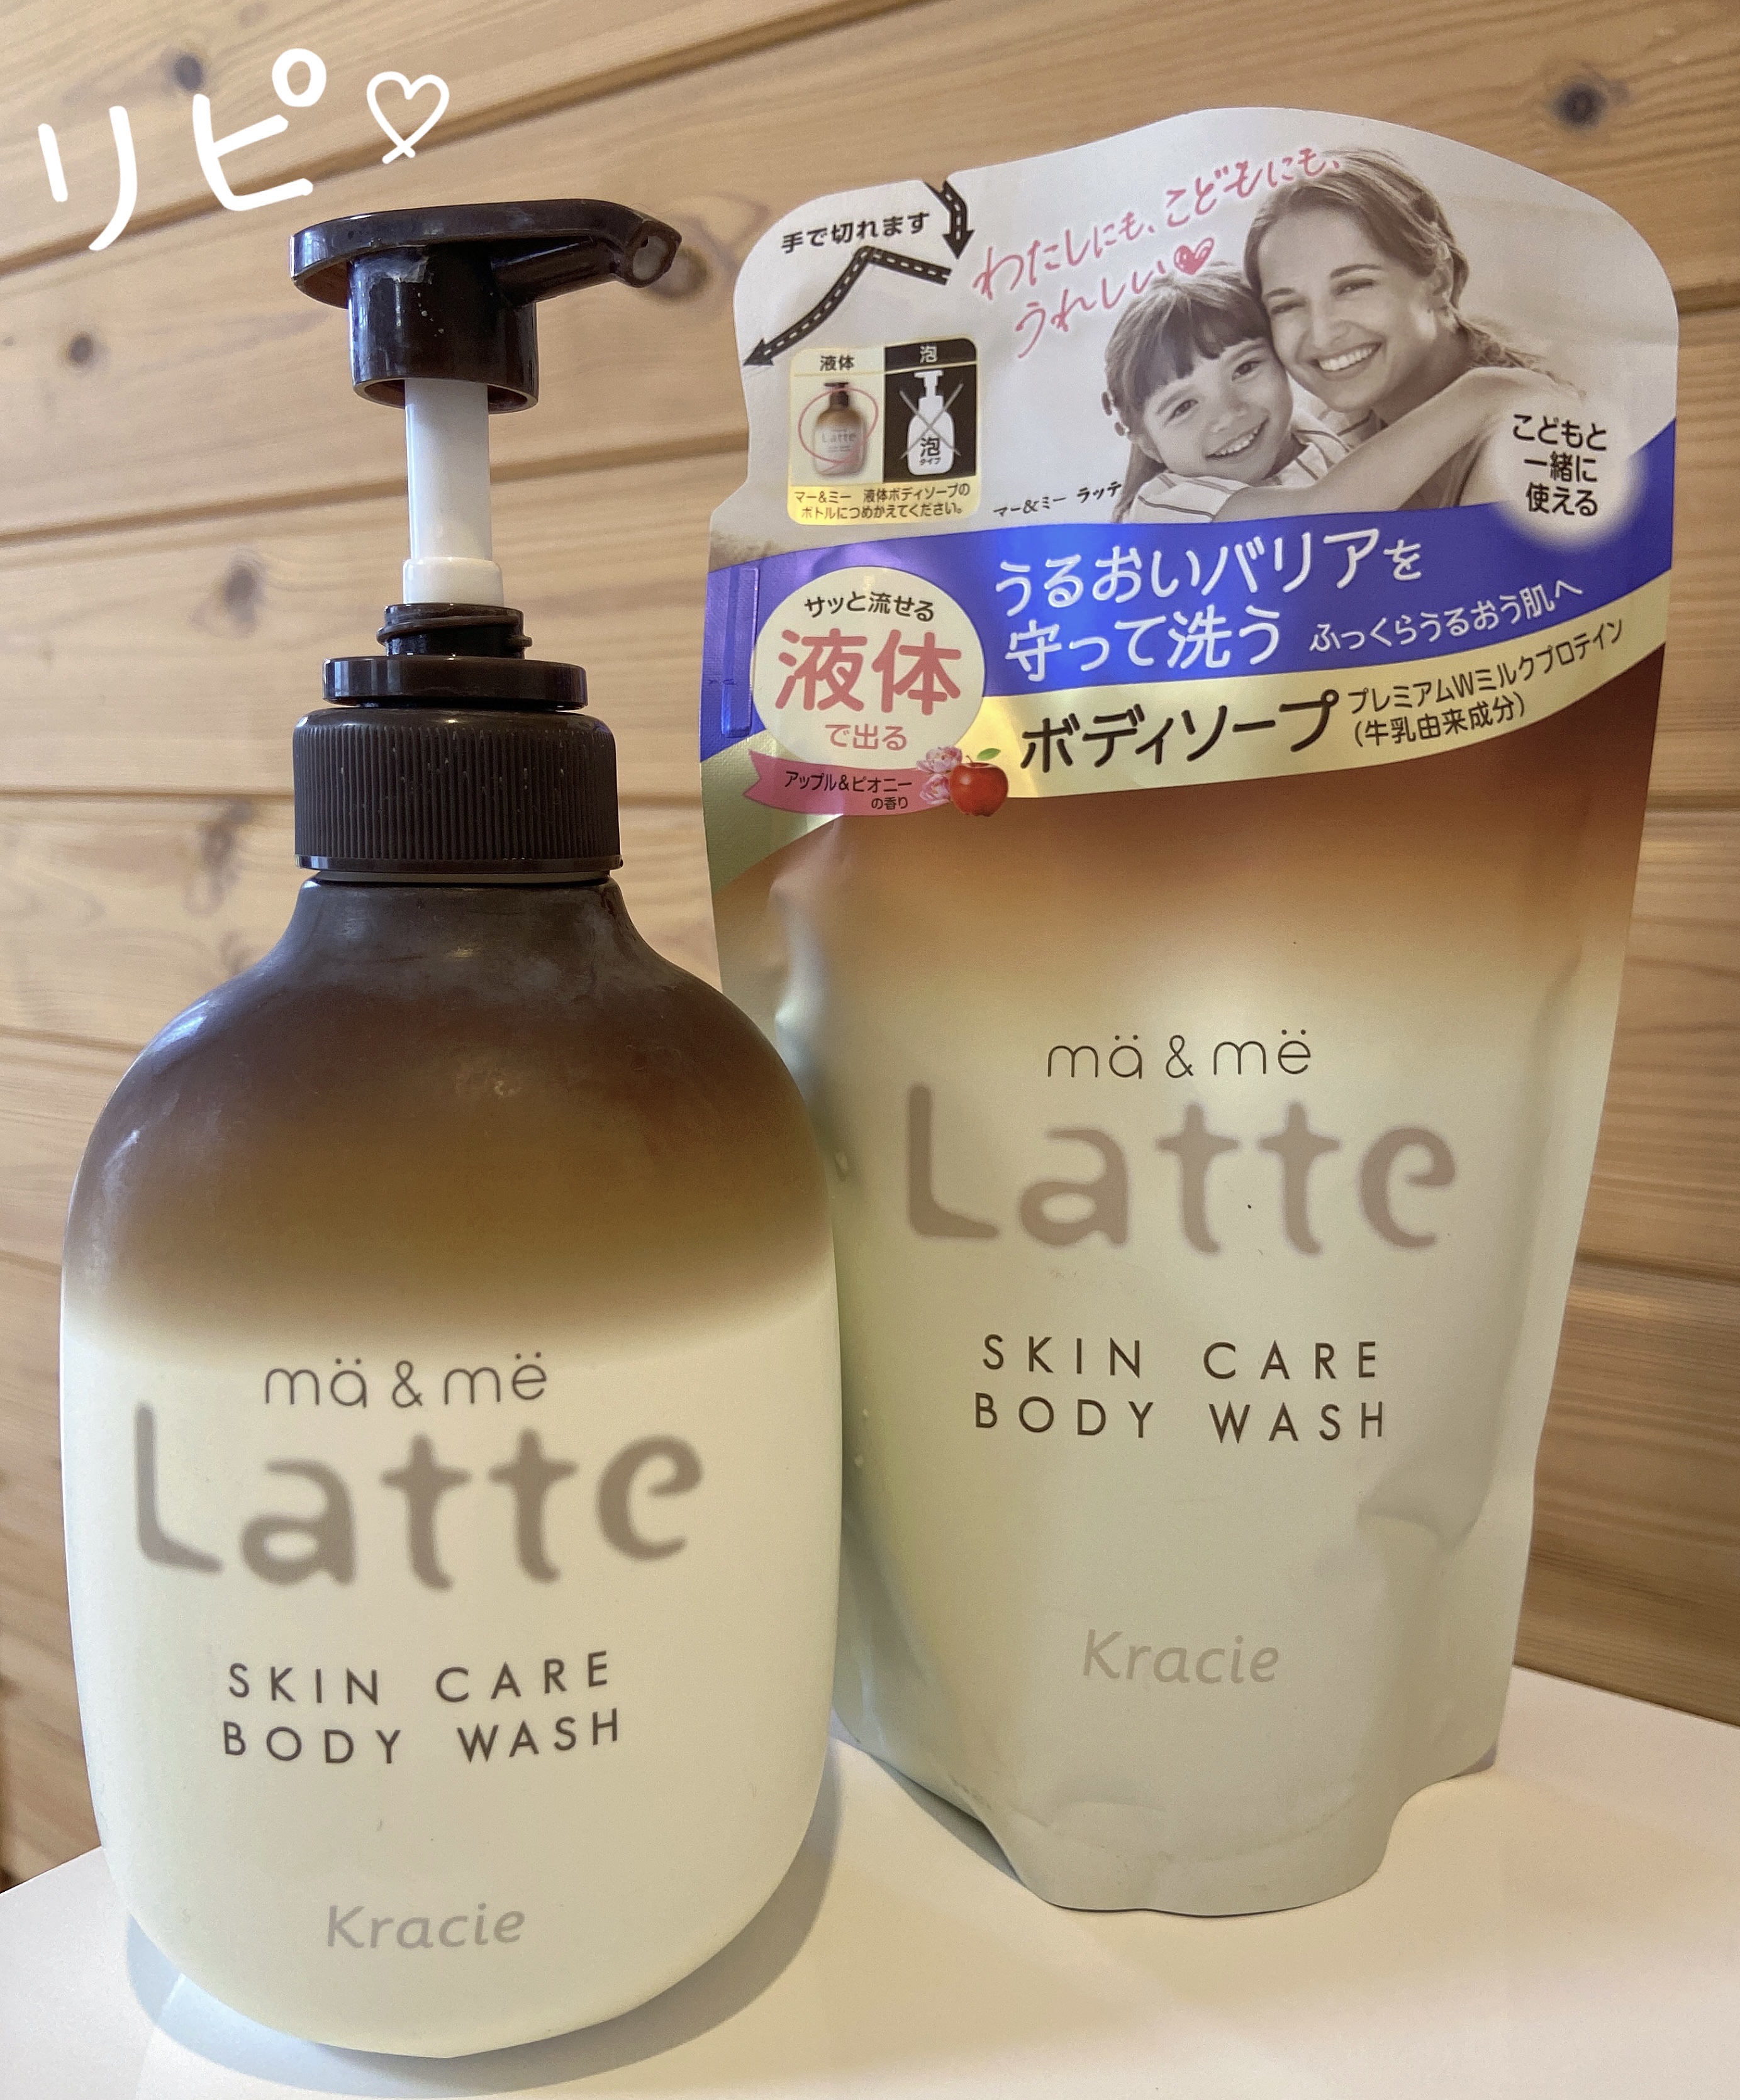 リピ♡
手で切れます
わたしにも、こどもにも、
うれしい♥
液体
泡
Latte
泡
タイプ
マー&ミー 液体ボディソープの
ボトルにつめかえてください。
マー&ミー ラッテ
こどもと
一緒に
使える
うるおいバリアを
守って洗う ふっくらうるおう肌へ
サッと流せる
液体
で出る
アップル&ピオニー
の香り
ボディソープ プレミアムWミルクプロテイン
(牛乳由来成分)
mä & më
Latte
SKIN CARE
BODY WASH
Kracie
mä & më
Latte
SKIN CARE
BODY WASH
Kracie